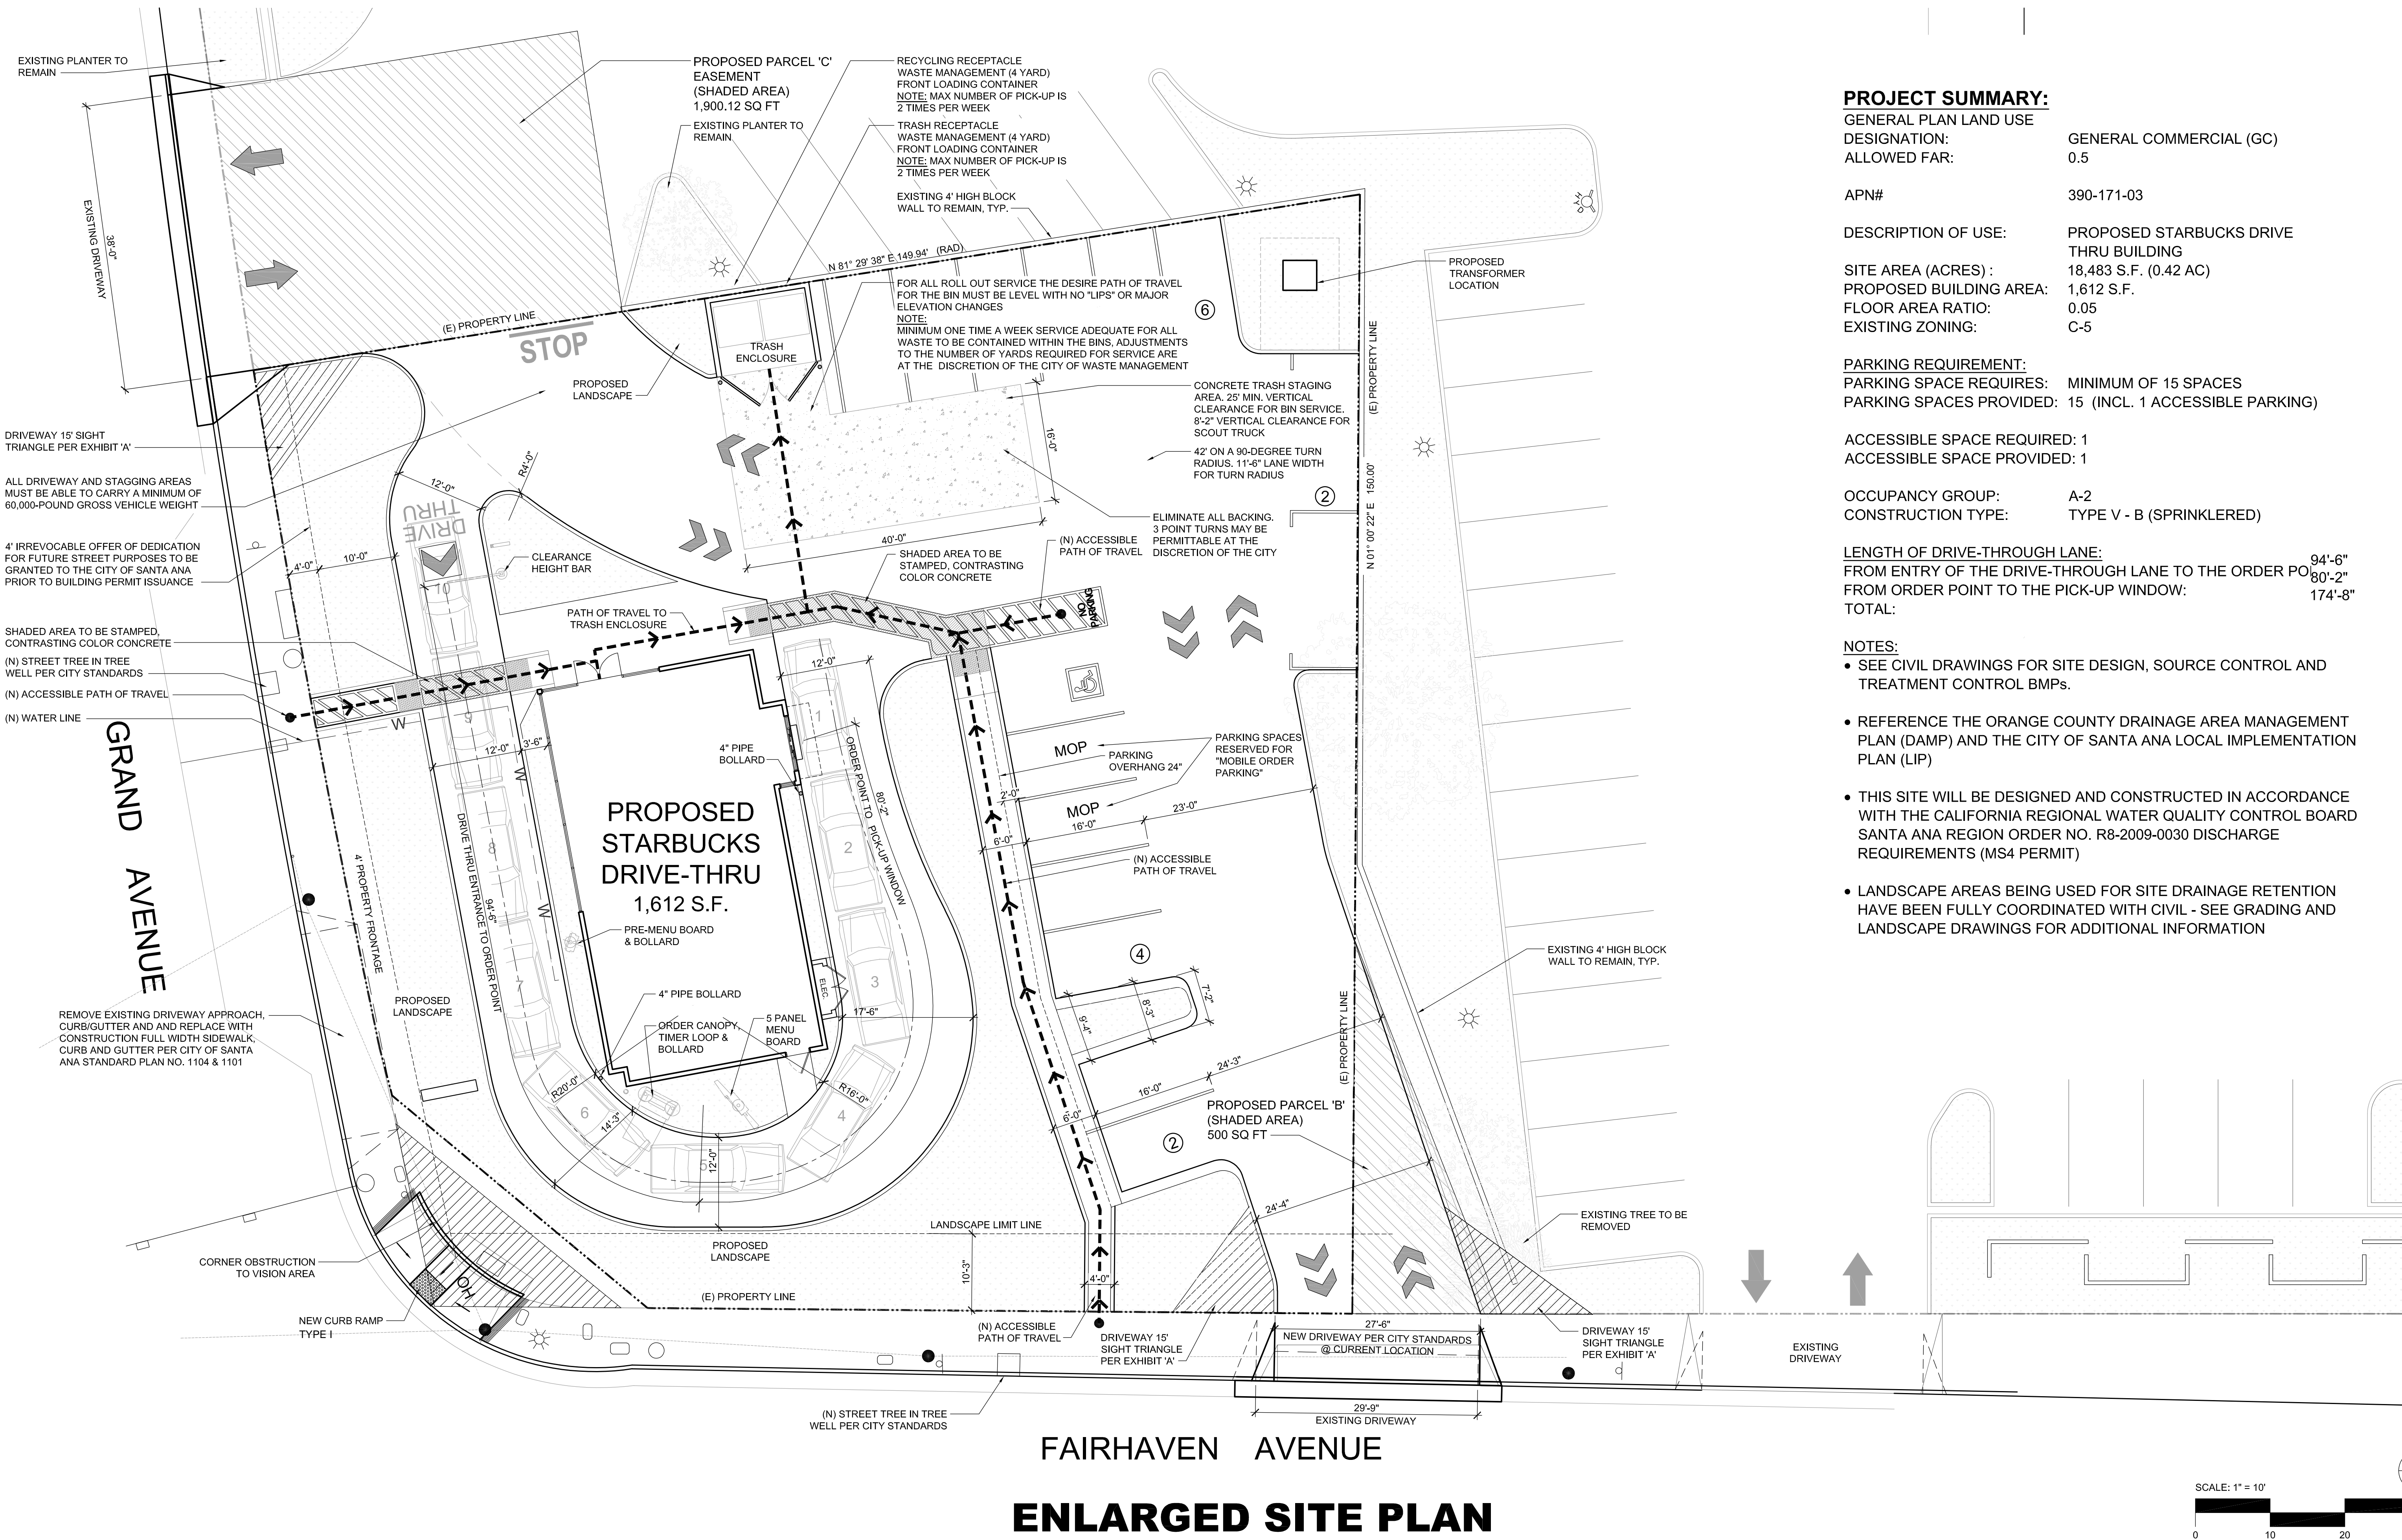 EXISTING PLANTER TO
REMAIN
38'-0"
EXISTING DRIVEWAY
DRIVEWAY 15' SIGHT
TRIANGLE PER EXHIBIT 'A'
ALL DRIVEWAY AND STAGGING AREAS
MUST BE ABLE TO CARRY A MINIMUM OF
60,000-POUND GROSS VEHICLE WEIGHT
4' IRREVOCABLE OFFER OF DEDICATION
FOR FUTURE STREET PURPOSES TO BE
GRANTED TO THE CITY OF SANTA ANA
PRIOR TO BUILDING PERMIT ISSUANCE
SHADED AREA TO BE STAMPED,
CONTRASTING COLOR CONCRETE
(N) STREET TREE IN TREE
WELL PER CITY STANDARDS
(N) ACCESSIBLE PATH OF TRAVEL
(N) WATER LINE
GRAND AVENUE
REMOVE EXISTING DRIVEWAY APPROACH,
CURB/GUTTER AND AND REPLACE WITH
CONSTRUCTION FULL WIDTH SIDEWALK,
CURB AND GUTTER PER CITY OF SANTA
ANA STANDARD PLAN NO. 1104 & 1101
CORNER OBSTRUCTION
TO VISION AREA
NEW CURB RAMP
TYPE I
OH
PROPOSED PARCEL 'C'
EASEMENT
(SHADED AREA)
1,900.12 SQ FT
EXISTING PLANTER TO
REMAIN
RECYCLING RECEPTACLE
WASTE MANAGEMENT (4 YARD)
FRONT LOADING CONTAINER
NOTE: MAX NUMBER OF PICK-UP IS
2 TIMES PER WEEK
TRASH RECEPTACLE
WASTE MANAGEMENT (4 YARD)
FRONT LOADING CONTAINER
NOTE: MAX NUMBER OF PICK-UP IS
2 TIMES PER WEEK
EXISTING 4' HIGH BLOCK
WALL TO REMAIN, TYP.
N 81° 29' 38" E 149.94' (RAD)
(E) PROPERTY LINE
STOP
FOR ALL ROLL OUT SERVICE THE DESIRE PATH OF TRAVEL
FOR THE BIN MUST BE LEVEL WITH NO "LIPS" OR MAJOR
ELEVATION CHANGES
NOTE:
MINIMUM ONE TIME A WEEK SERVICE ADEQUATE FOR ALL
WASTE TO BE CONTAINED WITHIN THE BINS, ADJUSTMENTS
TO THE NUMBER OF YARDS REQUIRED FOR SERVICE ARE
AT THE DISCRETION OF THE CITY OF WASTE MANAGEMENT
6
TRASH
ENCLOSURE
PROPOSED
LANDSCAPE
PROPOSED
TRANSFORMER
LOCATION
(E) PROPERTY LINE
N 01° 00' 22" E 150.00'
CONCRETE TRASH STAGING
AREA. 25' MIN. VERTICAL
CLEARANCE FOR BIN SERVICE.
8'-2" VERTICAL CLEARANCE FOR
SCOUT TRUCK
42' ON A 90-DEGREE TURN
RADIUS. 11'-6" LANE WIDTH
FOR TURN RADIUS
2
16'-0"
40'-0"
ELIMINATE ALL BACKING.
3 POINT TURNS MAY BE
PERMITTABLE AT THE
DISCRETION OF THE CITY
(N) ACCESSIBLE
PATH OF TRAVEL
SHADED AREA TO BE
STAMPED, CONTRASTING
COLOR CONCRETE
R4'-0"
12'-0"
DRIVE
THRU
10'-0"
4'-0"
CLEARANCE
HEIGHT BAR
10
PATH OF TRAVEL TO
TRASH ENCLOSURE
NO
PARKING
12'-0"
9
W
12'-0"
3'-6"
W
1
4" PIPE
BOLLARD
MOP
PARKING SPACES
RESERVED FOR
"MOBILE ORDER
PARKING"
PARKING
OVERHANG 24"
2'-0"
MOP
23'-0"
16'-0"
6'-0"
PROPOSED
STARBUCKS
DRIVE-THRU
1,612 S.F.
8
2
W
DRIVE THRU ENTRANCE TO ORDER POINT
94'-6"
ORDER POINT TO PICK-UP WINDOW
80'-2"
4' PROPERTY FRONTAGE
(N) ACCESSIBLE
PATH OF TRAVEL
PRE-MENU BOARD
& BOLLARD
7
3
4
ELEC.
4" PIPE BOLLARD
ORDER CANOPY,
TIMER LOOP &
BOLLARD
5 PANEL
MENU
BOARD
17'-6"
PROPOSED
LANDSCAPE
R20'-0"
R16'-0"
6
4
14'-3"
5
12'-0"
9'-4"
8'-3"
7'-2"
24'-3"
16'-0"
6'-0"
2
PROPOSED PARCEL 'B'
(SHADED AREA)
500 SQ FT
(E) PROPERTY LINE
EXISTING 4' HIGH BLOCK
WALL TO REMAIN, TYP.
24'-4"
EXISTING TREE TO BE
REMOVED
LANDSCAPE LIMIT LINE
PROPOSED
LANDSCAPE
10'-3"
4'-0"
(E) PROPERTY LINE
(N) ACCESSIBLE
PATH OF TRAVEL
DRIVEWAY 15'
SIGHT TRIANGLE
PER EXHIBIT 'A'
27'-6"
NEW DRIVEWAY PER CITY STANDARDS
@ CURRENT LOCATION
DRIVEWAY 15'
SIGHT TRIANGLE
PER EXHIBIT 'A'
EXISTING
DRIVEWAY
29'-9"
EXISTING DRIVEWAY
(N) STREET TREE IN TREE
WELL PER CITY STANDARDS
FAIRHAVEN AVENUE
ENLARGED SITE PLAN
PROJECT SUMMARY:
GENERAL PLAN LAND USE
DESIGNATION: GENERAL COMMERCIAL (GC)
ALLOWED FAR: 0.5
APN# 390-171-03
DESCRIPTION OF USE: PROPOSED STARBUCKS DRIVE
THRU BUILDING
SITE AREA (ACRES) : 18,483 S.F. (0.42 AC)
PROPOSED BUILDING AREA: 1,612 S.F.
FLOOR AREA RATIO: 0.05
EXISTING ZONING: C-5
PARKING REQUIREMENT:
PARKING SPACE REQUIRES: MINIMUM OF 15 SPACES
PARKING SPACES PROVIDED: 15 (INCL. 1 ACCESSIBLE PARKING)
ACCESSIBLE SPACE REQUIRED: 1
ACCESSIBLE SPACE PROVIDED: 1
OCCUPANCY GROUP: A-2
CONSTRUCTION TYPE: TYPE V - B (SPRINKLERED)
LENGTH OF DRIVE-THROUGH LANE:
94'-6"
FROM ENTRY OF THE DRIVE-THROUGH LANE TO THE ORDER PO
80'-2"
FROM ORDER POINT TO THE PICK-UP WINDOW:
174'-8"
TOTAL:
NOTES:
• SEE CIVIL DRAWINGS FOR SITE DESIGN, SOURCE CONTROL AND
TREATMENT CONTROL BMPs.
• REFERENCE THE ORANGE COUNTY DRAINAGE AREA MANAGEMENT
PLAN (DAMP) AND THE CITY OF SANTA ANA LOCAL IMPLEMENTATION
PLAN (LIP)
• THIS SITE WILL BE DESIGNED AND CONSTRUCTED IN ACCORDANCE
WITH THE CALIFORNIA REGIONAL WATER QUALITY CONTROL BOARD
SANTA ANA REGION ORDER NO. R8-2009-0030 DISCHARGE
REQUIREMENTS (MS4 PERMIT)
• LANDSCAPE AREAS BEING USED FOR SITE DRAINAGE RETENTION
HAVE BEEN FULLY COORDINATED WITH CIVIL - SEE GRADING AND
LANDSCAPE DRAWINGS FOR ADDITIONAL INFORMATION
SCALE: 1" = 10'
0 10 20